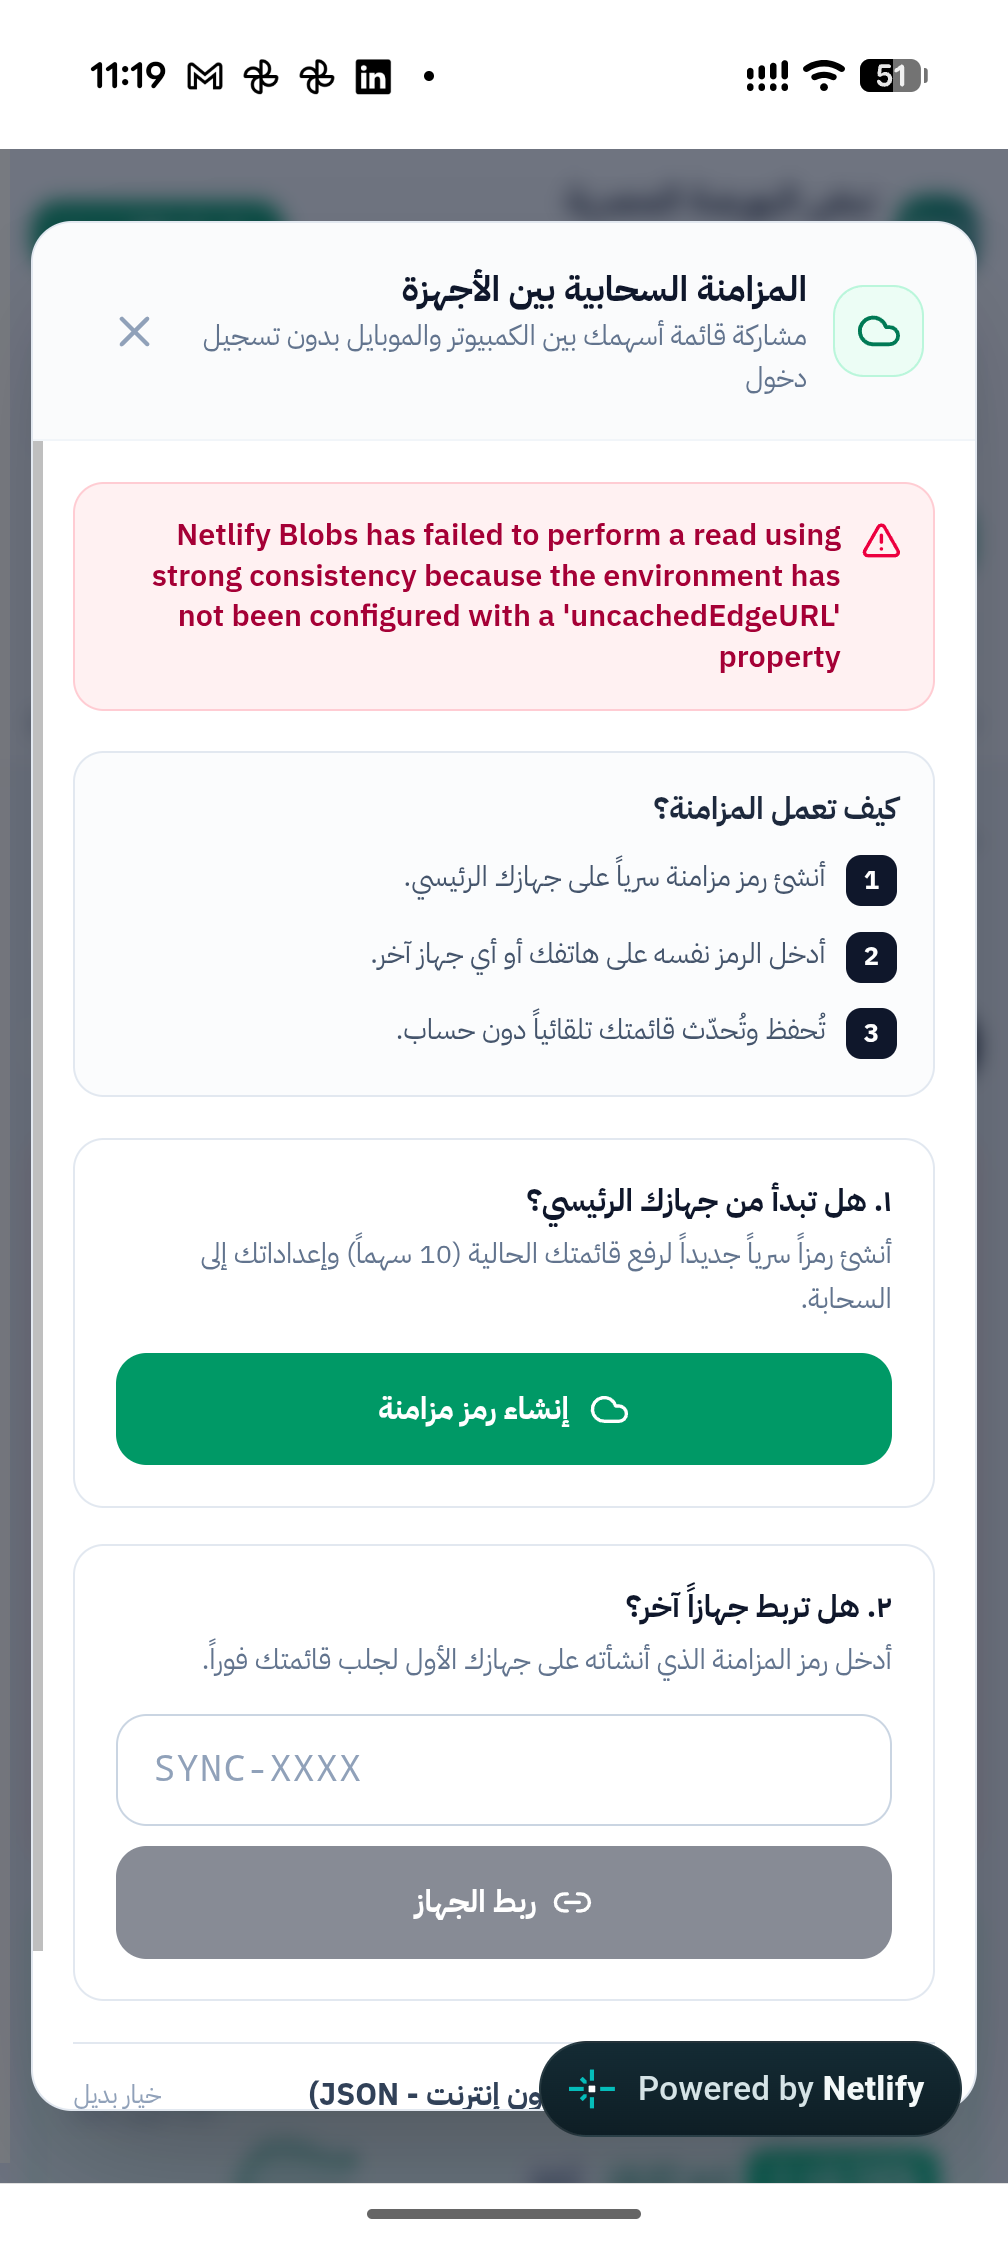 11:19
51
المزامنة السحابية بين الأجهزة
مشاركة قائمة أسهمك بين الكمبيوتر والموبايل بدون تسجيل
دخول
Netlify Blobs has failed to perform a read using
strong consistency because the environment has
not been configured with a 'uncachedEdgeURL'
property
كيف تعمل المزامنة؟
1 أنشئ رمز مزامنة سرياً على جهازك الرئيسي.
2 أدخل الرمز نفسه على هاتفك أو أي جهاز آخر.
3 تُحفظ وتُحدّث قائمتك تلقائياً دون حساب.
١. هل تبدأ من جهازك الرئيسي؟
أنشئ رمزاً سرياً جديداً لرفع قائمتك الحالية (10 سهماً) وإعداداتك إلى
السحابة.
إنشاء رمز مزامنة
٢. هل تربط جهازاً آخر؟
أدخل رمز المزامنة الذي أنشأته على جهازك الأول لجلب قائمتك فوراً.
SYNC-XXXX
ربط الجهاز
إنترنت - JSON)
خيار بديل
Powered by Netlify